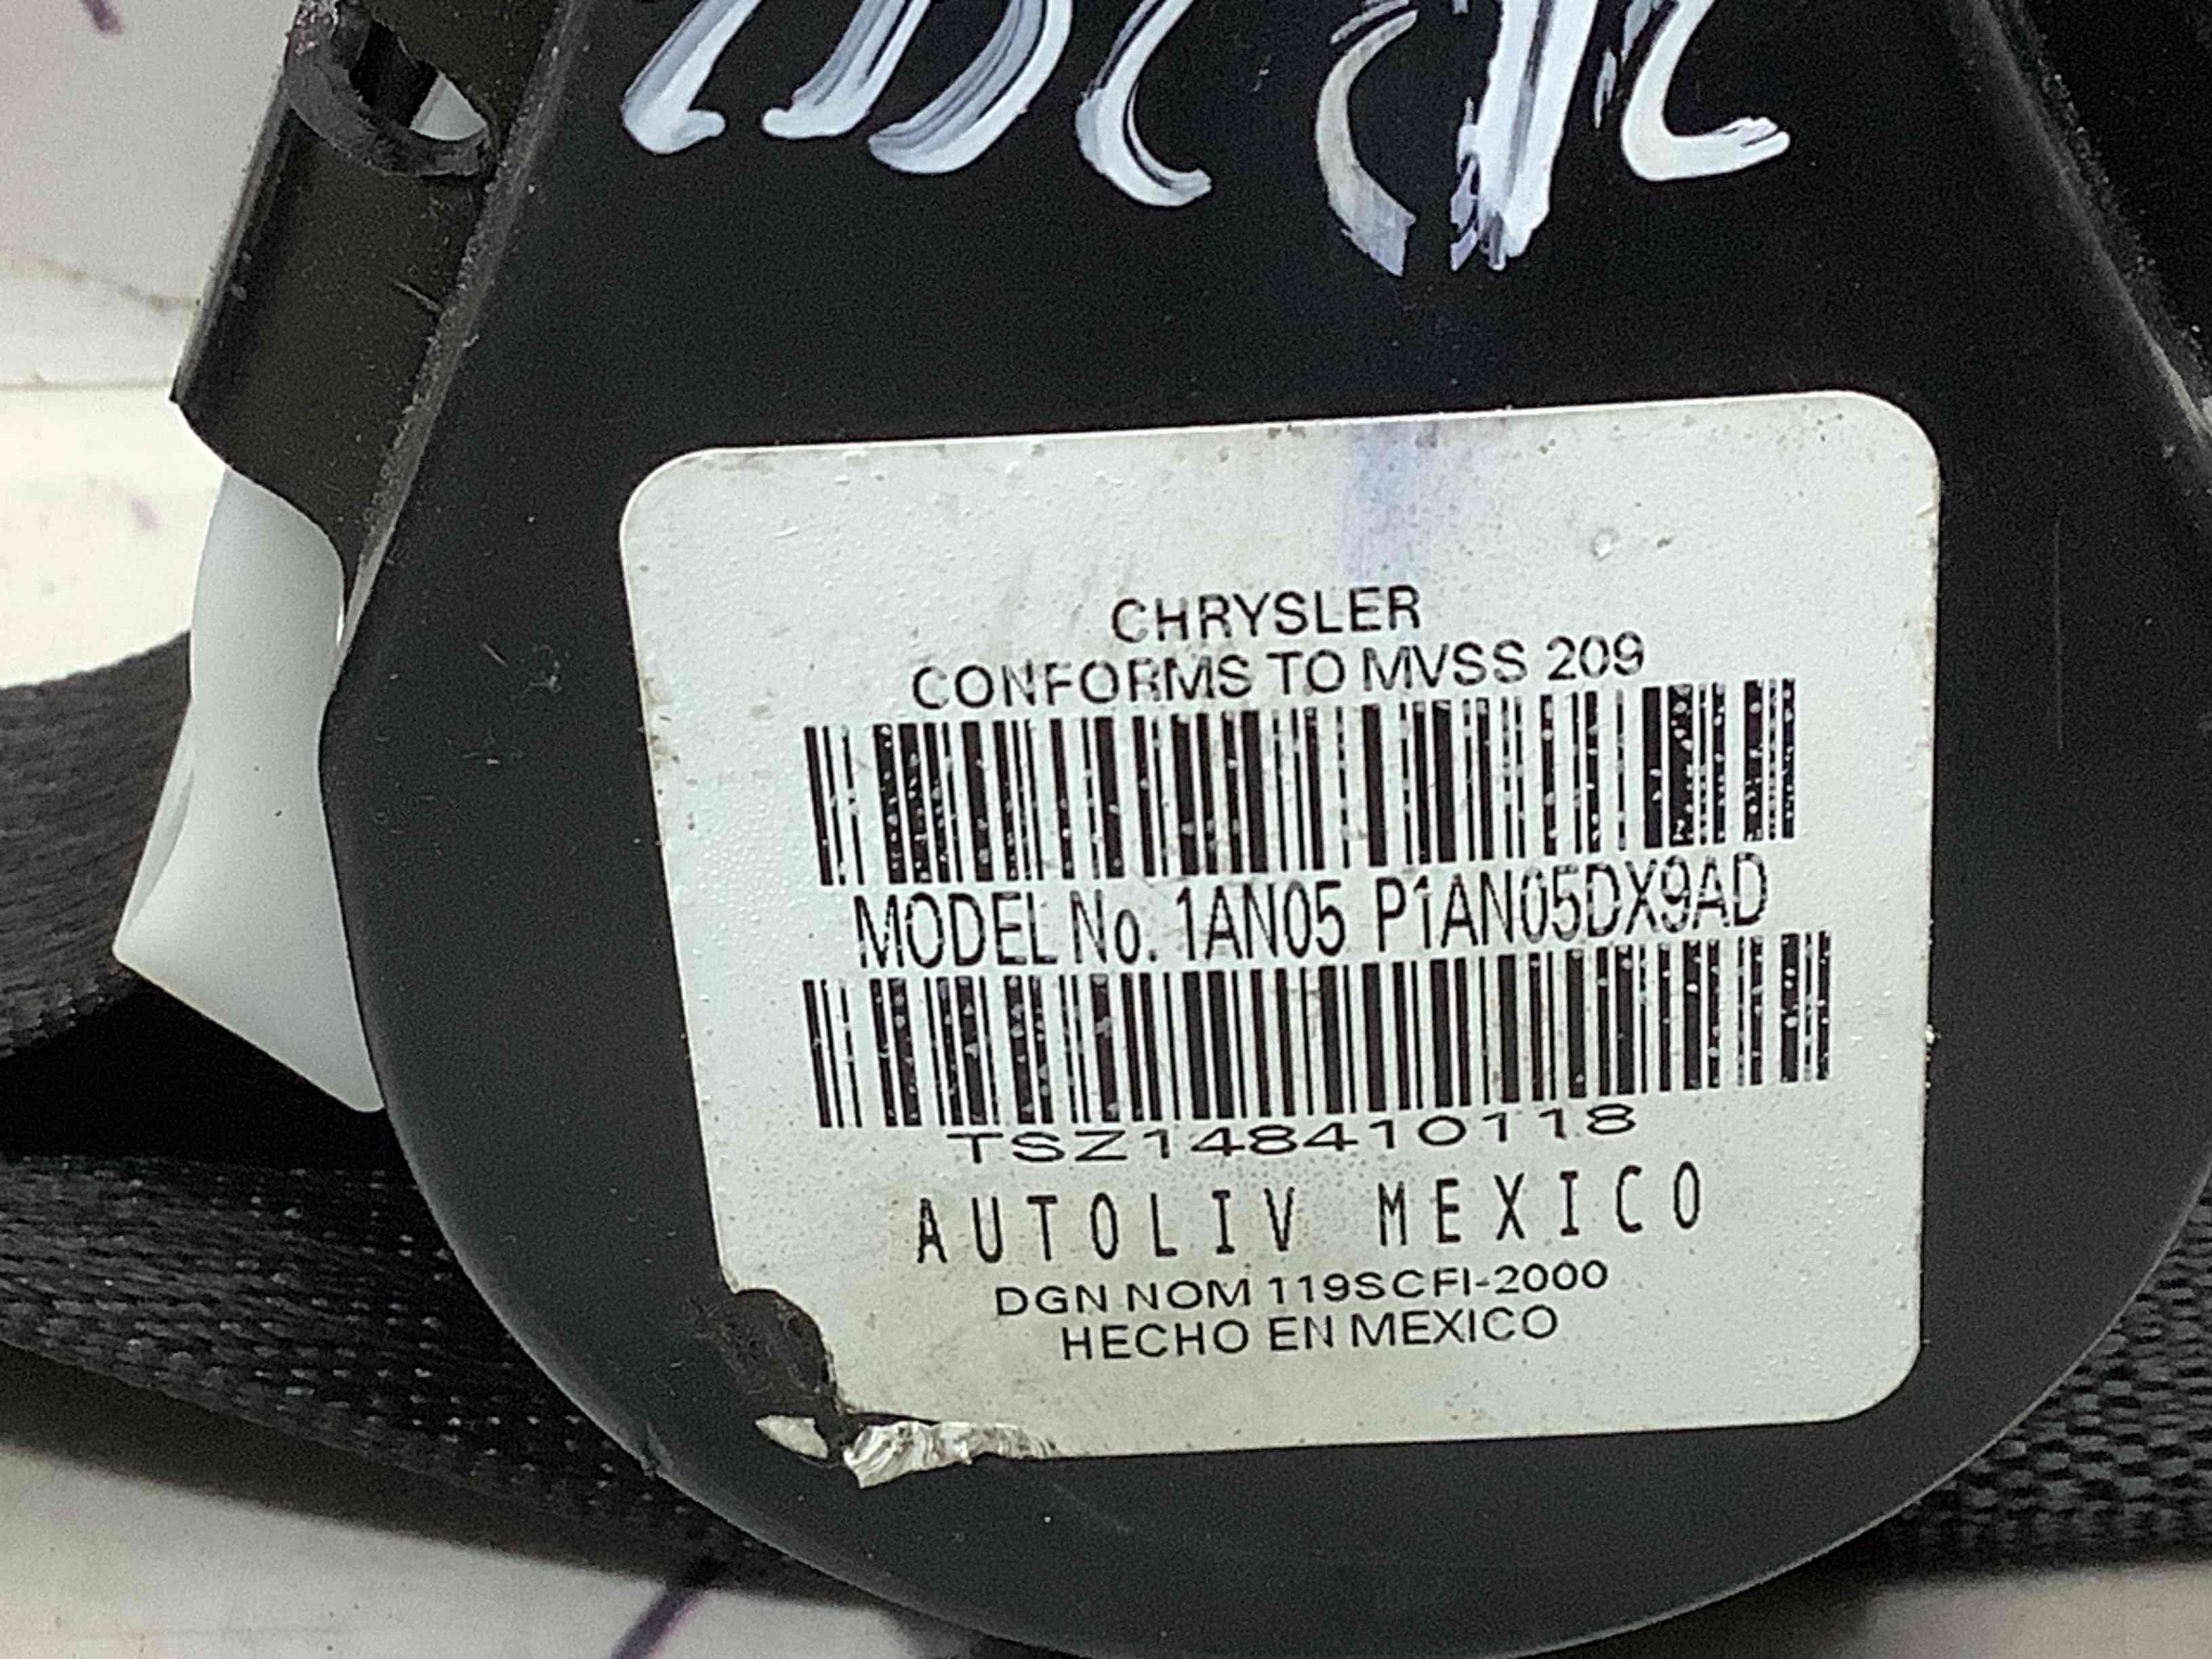 CHRYSLER
CONFORMS TO MVSS 209
MODEL No. 1AN05 P1AN05DX9AD
TSZ148410118
AUTOLIV MEXICO
DGN NOM 119SCFI-2000
HECHO EN MEXICO